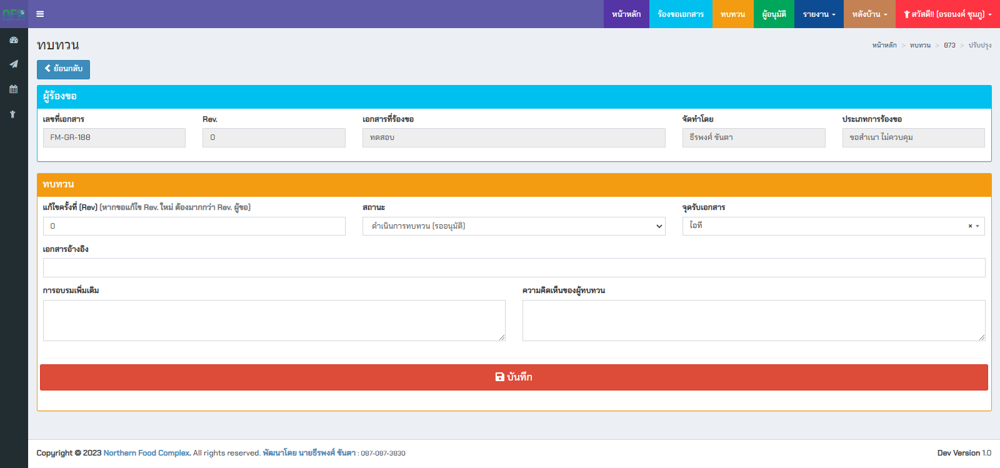 NFC
หน้าหลัก ร้องขอเอกสาร ทบทวน ผู้อนุมัติ รายงาน หลังบ้าน สวัสดี!! (อรอนงค์ ชุมภู)
ทบทวน
หน้าหลัก > ทบทวน > 873 > ปรับปรุง
ย้อนกลับ
ผู้ร้องขอ
เลขที่เอกสาร Rev. เอกสารที่ร้องขอ จัดทำโดย ประเภทการร้องขอ
FM-GR-188 0 ทดสอบ ธีรพงศ์ ขันตา ขอสำเนา ไม่ควบคุม
ทบทวน
แก้ไขครั้งที่ (Rev) (หากขอแก้ไข Rev. ใหม่ ต้องมากกว่า Rev. ผู้ขอ) สถานะ จุดรับเอกสาร
0 ดำเนินการทบทวน (รออนุมัติ) ไอที ×
เอกสารอ้างอิง
การอบรมเพิ่มเติม ความคิดเห็นของผู้ทบทวน
บันทึก
Copyright © 2023 Northern Food Complex. All rights reserved. พัฒนาโดย นายธีรพงศ์ ขันตา : 087-087-3830 Dev Version 1.0